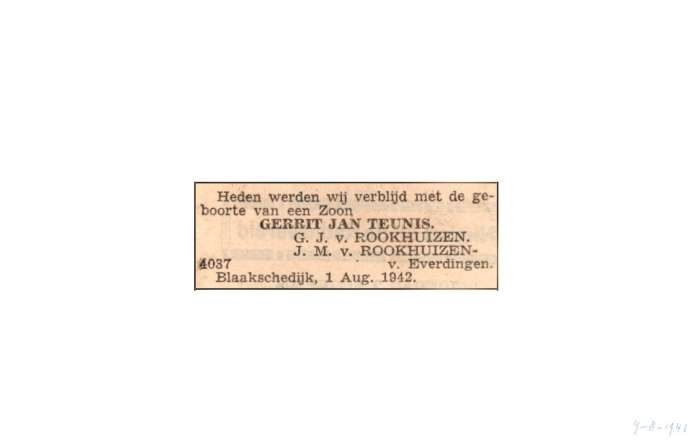 Heden werden wij verblijd met de ge-
boorte van een Zoon
GERRIT JAN TEUNIS.
G. J. v. ROOKHUIZEN.
J. M. v. ROOKHUIZEN-
4037 v. Everdingen.
Blaakschedijk, 1 Aug. 1942.